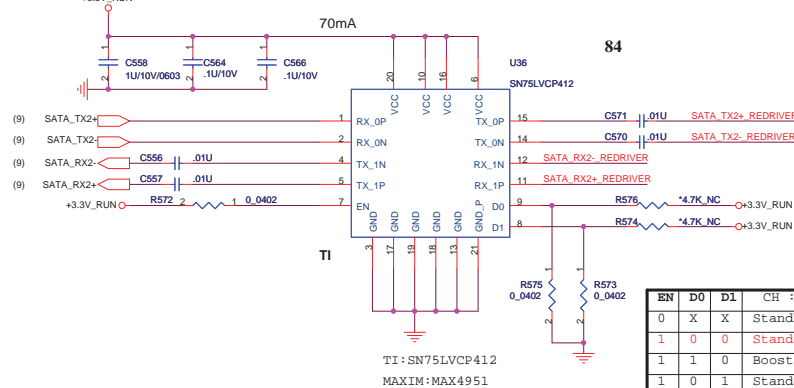 70mA
84
C558
1U/10V/0603
C564
.1U/10V
C566
.1U/10V
1
2
1
2
1
2
U36
SN75LVCP412
20
10
16
6
VCC
VCC
VCC
VCC
(9) SATA_TX2+ 1 RX_0P TX_0P 15 C571 .01U SATA_TX2+_REDRIVER
(9) SATA_TX2- 2 RX_0N TX_0N 14 C570 .01U SATA_TX2-_REDRIVER
(9) SATA_RX2- C556 .01U 4 TX_1N RX_1N 12 SATA_RX2-_REDRIVER
(9) SATA_RX2+ C557 .01U 5 TX_1P RX_1P 11 SATA_RX2+_REDRIVER
+3.3V_RUN R572 2 1 0_0402 7 EN D0 9 R576 *4.7K_NC +3.3V_RUN
D1 8 R574 *4.7K_NC +3.3V_RUN
GND
GND
GND
GND
GND
GND_P
3
17
19
18
13
21
TI
R575
0_0402
1
2
R573
0_0402
1
2
TI:SN75LVCP412
MAXIM:MAX4951
EN D0 D1 CH :
0 X X Stand
1 0 0 Stand
1 1 0 Boost
1 0 1 Stand